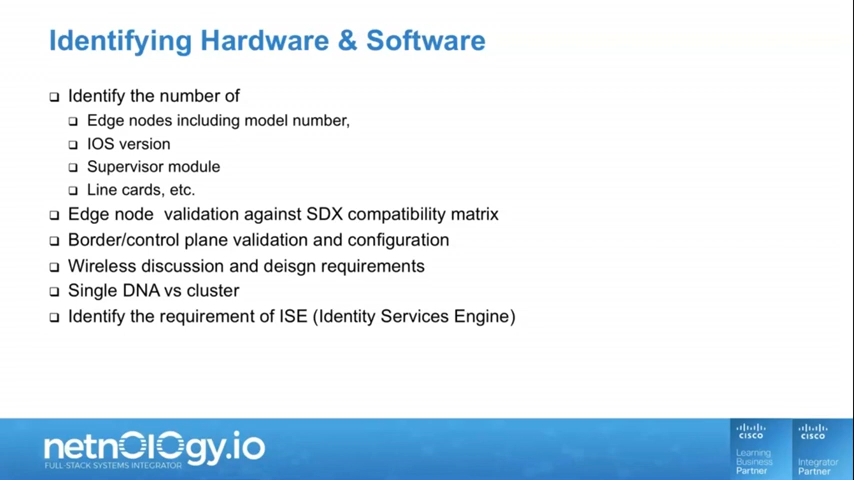 Identifying Hardware & Software
❑ Identify the number of
❑ Edge nodes including model number,
❑ IOS version
❑ Supervisor module
❑ Line cards, etc.
❑ Edge node validation against SDX compatibility matrix
❑ Border/control plane validation and configuration
❑ Wireless discussion and deisgn requirements
❑ Single DNA vs cluster
❑ Identify the requirement of ISE (Identity Services Engine)
netnology.io
FULL-STACK SYSTEMS INTEGRATOR
CISCO
Learning
Business
Partner
CISCO
Integrator
Partner